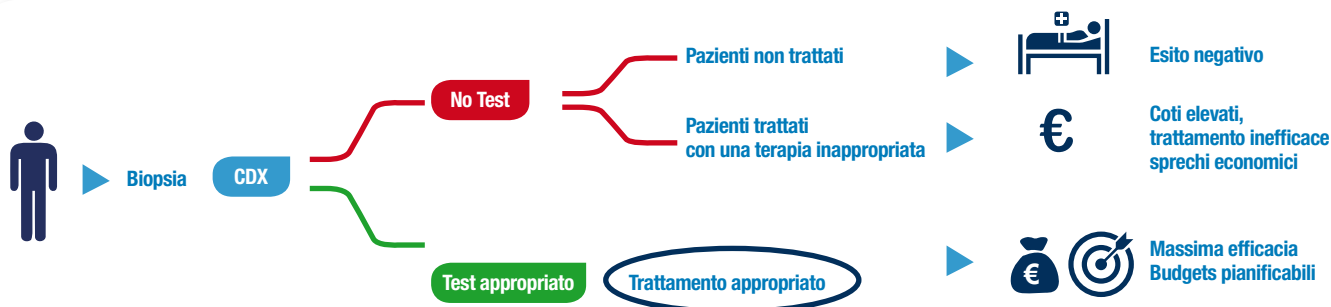 Biopsia
CDX
No Test
Pazienti non trattati
Esito negativo
Pazienti trattati
con una terapia inappropriata
€
Coti elevati,
trattamento inefficace
sprechi economici
Test appropriato
Trattamento appropriato
€
Massima efficacia
Budgets pianificabili